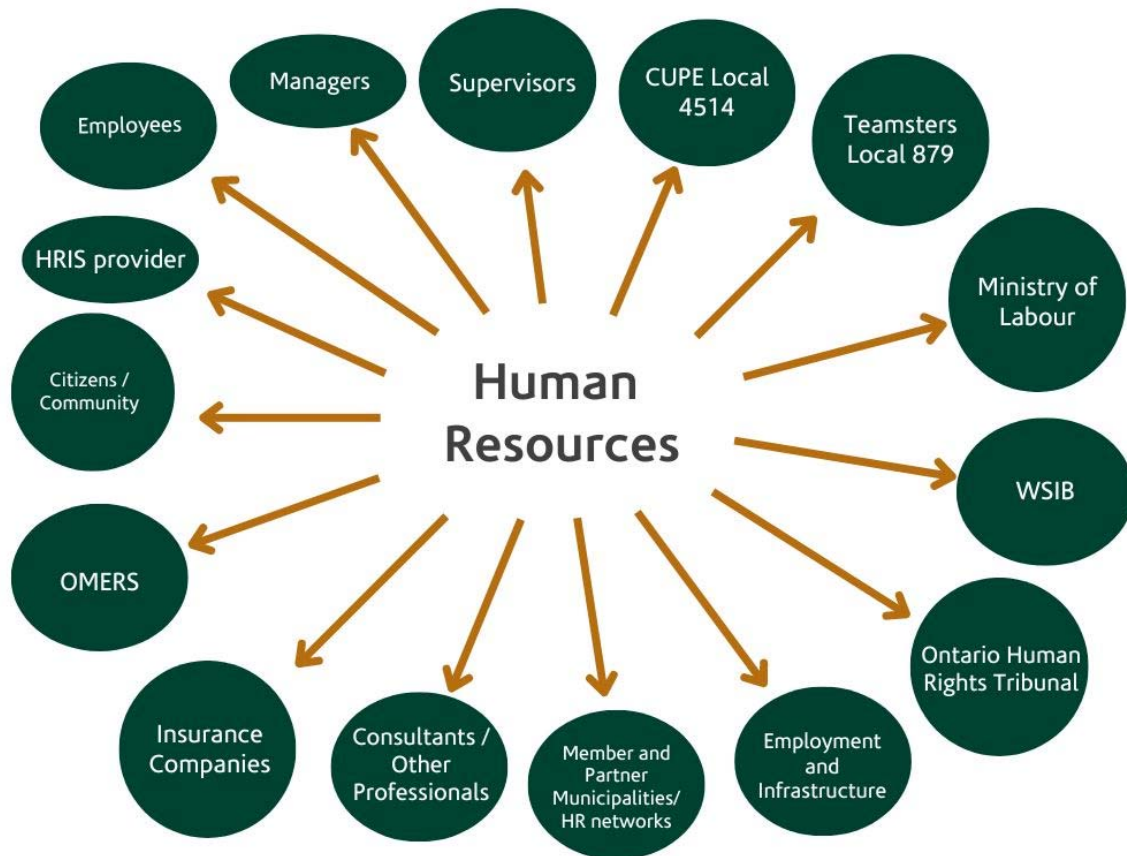 Managers
Supervisors
CUPE Local
4514
Teamsters
Local 879
Employees
HRIS provider
Ministry of
Labour
Citizens /
Community
Human
Resources
WSIB
OMERS
Ontario Human
Rights Tribunal
Insurance
Companies
Consultants /
Other
Professionals
Member and
Partner
Municipalities/
HR networks
Employment
and
Infrastructure